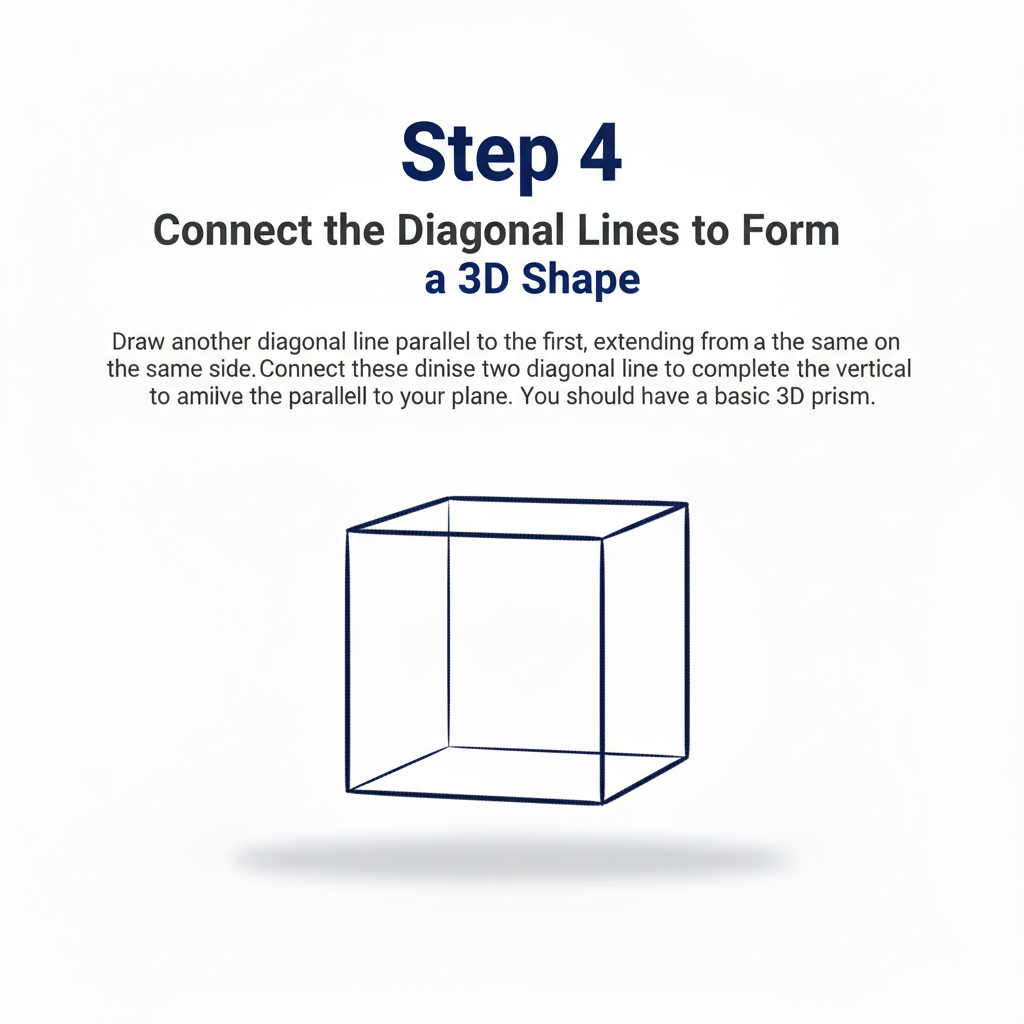 Step 4
Connect the Diagonal Lines to Form
a 3D Shape
Draw another diagonal line parallel to the first, extending from a the same on
the same side. Connect these dinise two diagonal line to complete the vertical
to amiive the parallell to your plane. You should have a basic 3D prism.